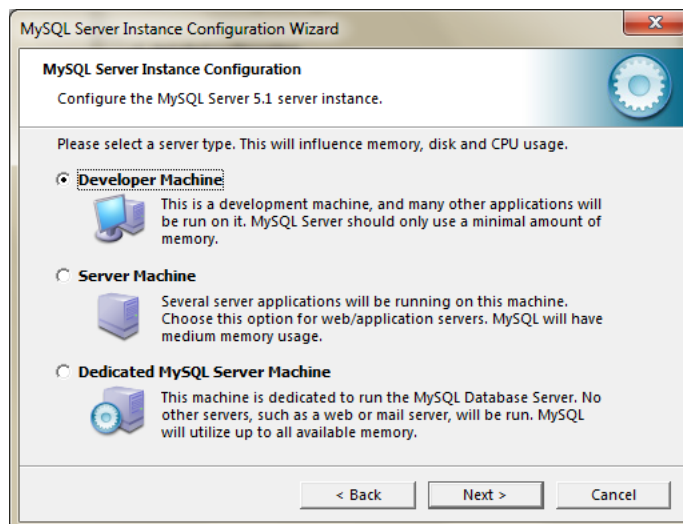 MySQL Server Instance Configuration Wizard
MySQL Server Instance Configuration
Configure the MySQL Server 5.1 server instance.
Please select a server type. This will influence memory, disk and CPU usage.
Developer Machine
This is a development machine, and many other applications will
be run on it. MySQL Server should only use a minimal amount of
memory.
Server Machine
Several server applications will be running on this machine.
Choose this option for web/application servers. MySQL will have
medium memory usage.
Dedicated MySQL Server Machine
This machine is dedicated to run the MySQL Database Server. No
other servers, such as a web or mail server, will be run. MySQL
will utilize up to all available memory.
< Back Next > Cancel